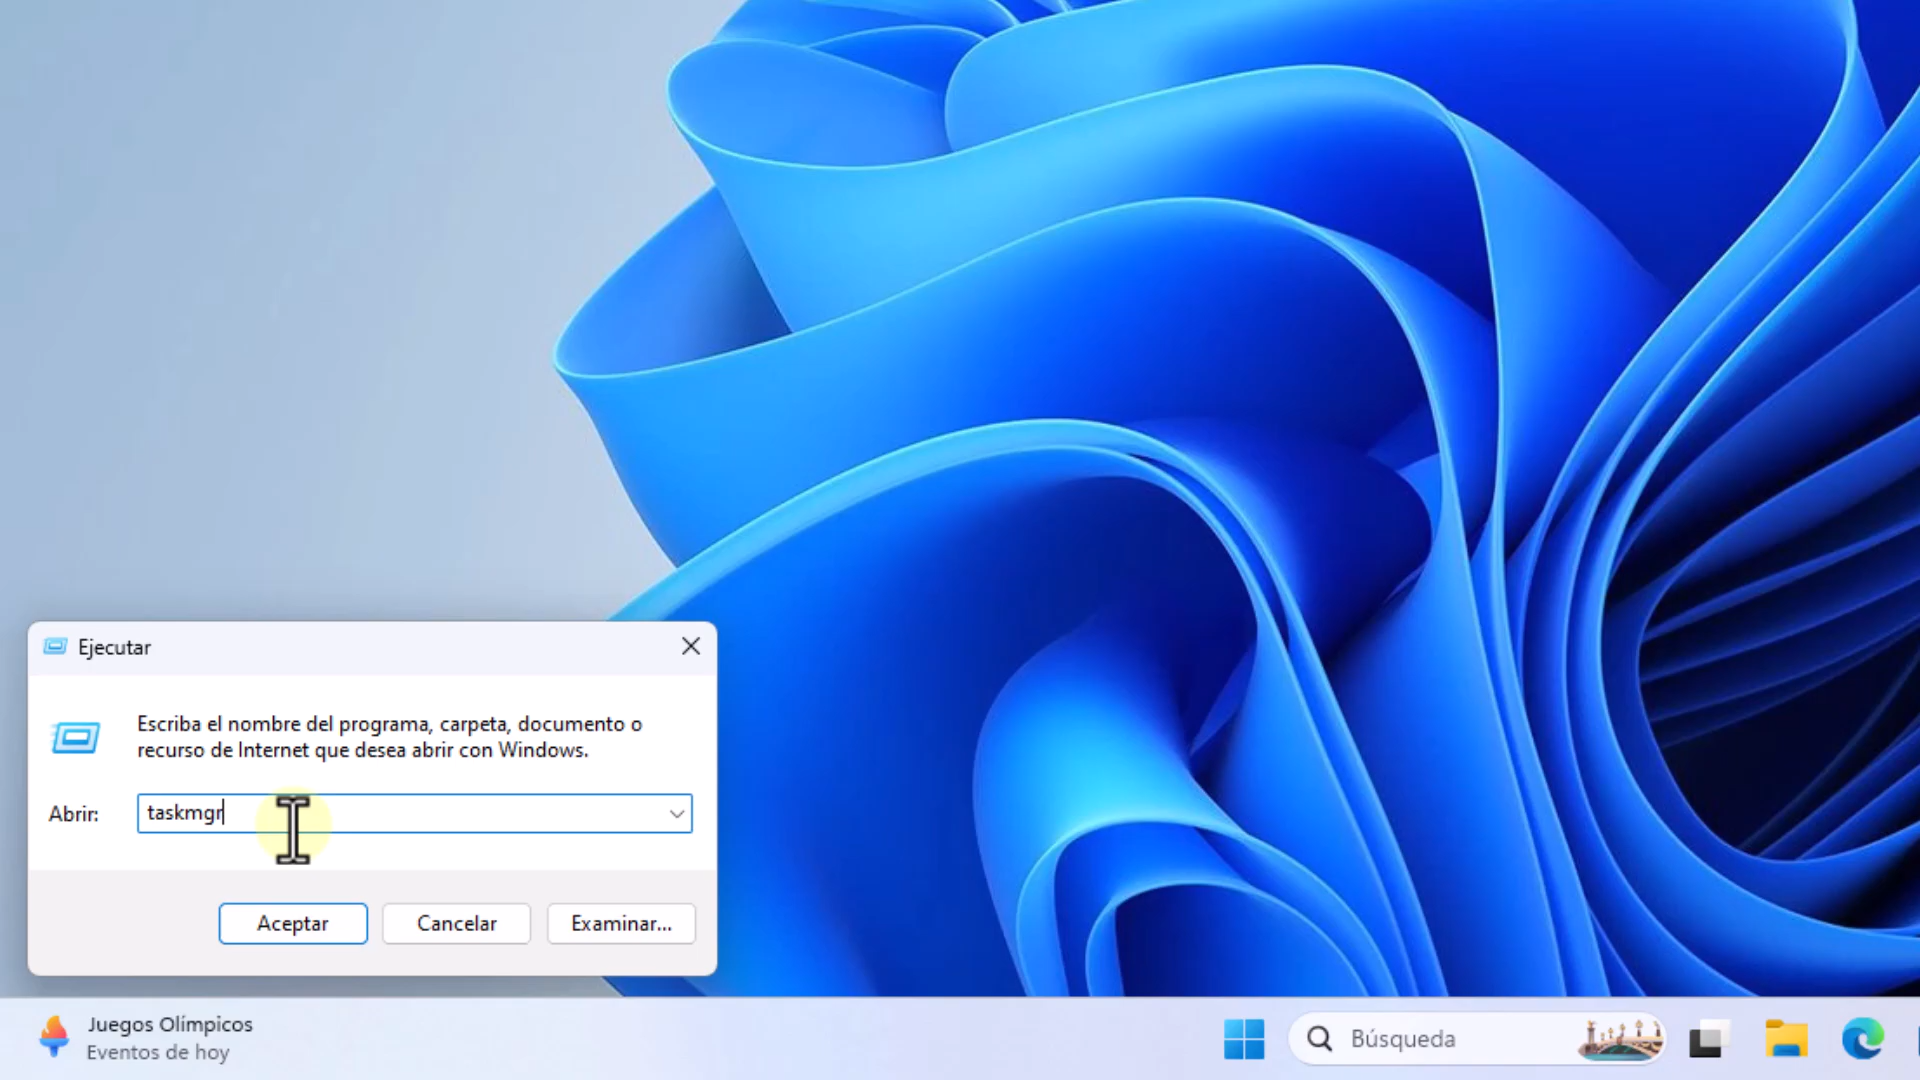 Ejecutar
Escriba el nombre del programa, carpeta, documento o
recurso de Internet que desea abrir con Windows.
Abrir: taskmgr
Aceptar Cancelar Examinar...
Juegos Olímpicos
Eventos de hoy
Búsqueda